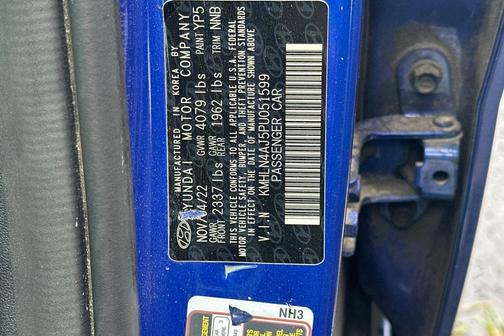 MANUFACTURED IN KOREA BY
HYUNDAI MOTOR COMPANY
NOV/04/22 GVWR 4079 lbs PAINT YP5
GAWR FRONT 2337 lbs GAWR REAR 1962 lbs TRIM NNB
THIS VEHICLE CONFORMS TO ALL APPLICABLE U.S.A. FEDERAL
MOTOR VEHICLE SAFETY, BUMPER, AND THEFT PREVENTION STANDARDS
IN EFFECT ON THE DATE OF MANUFACTURE SHOWN ABOVE.
V.I.N KMHLN4AJ5PU051599
PASSENGER CAR
NH3